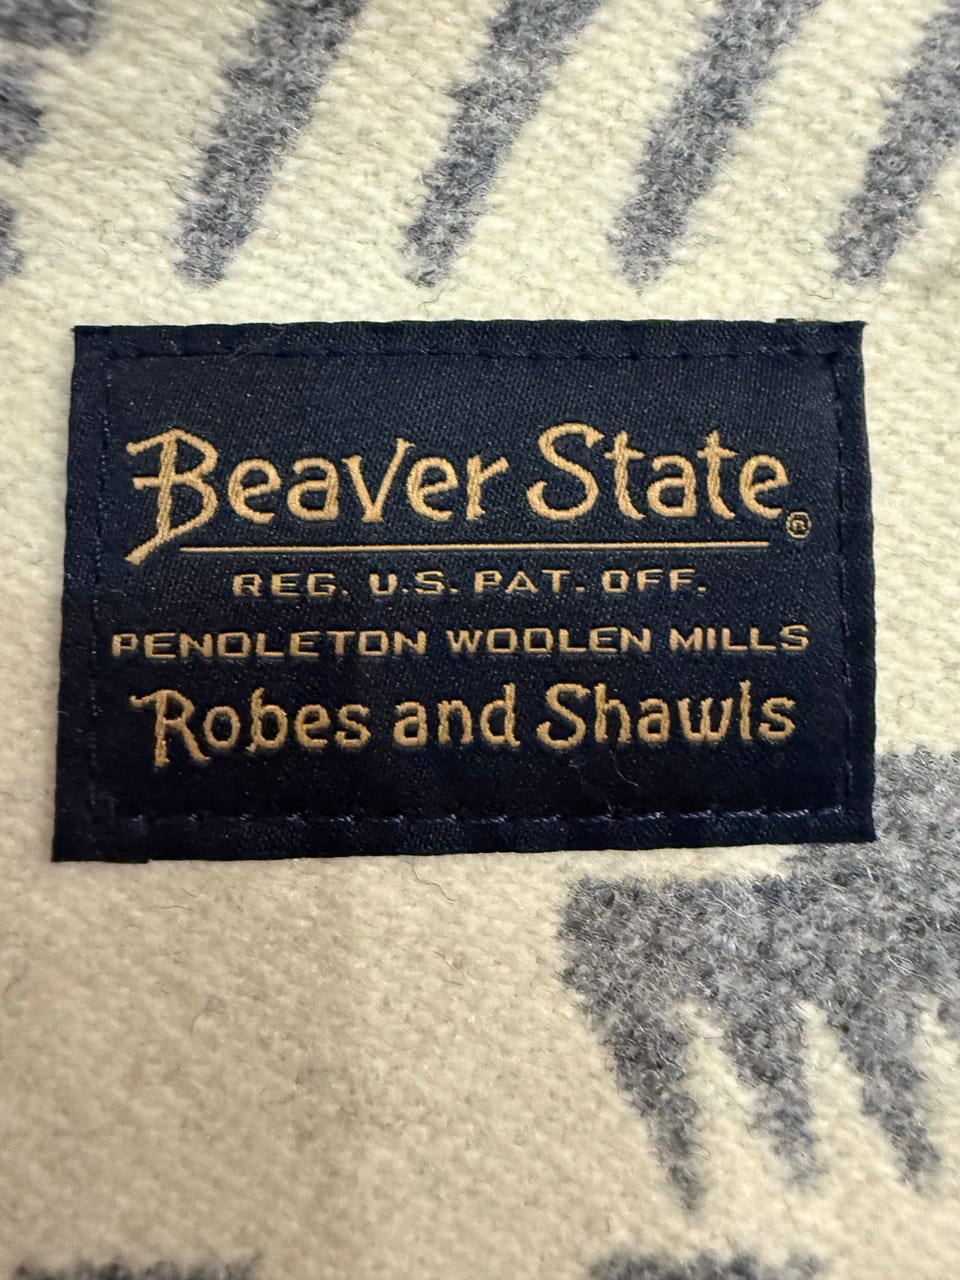 Beaver State®
REG. U.S. PAT. OFF.
PENDLETON WOOLEN MILLS
Robes and Shawls